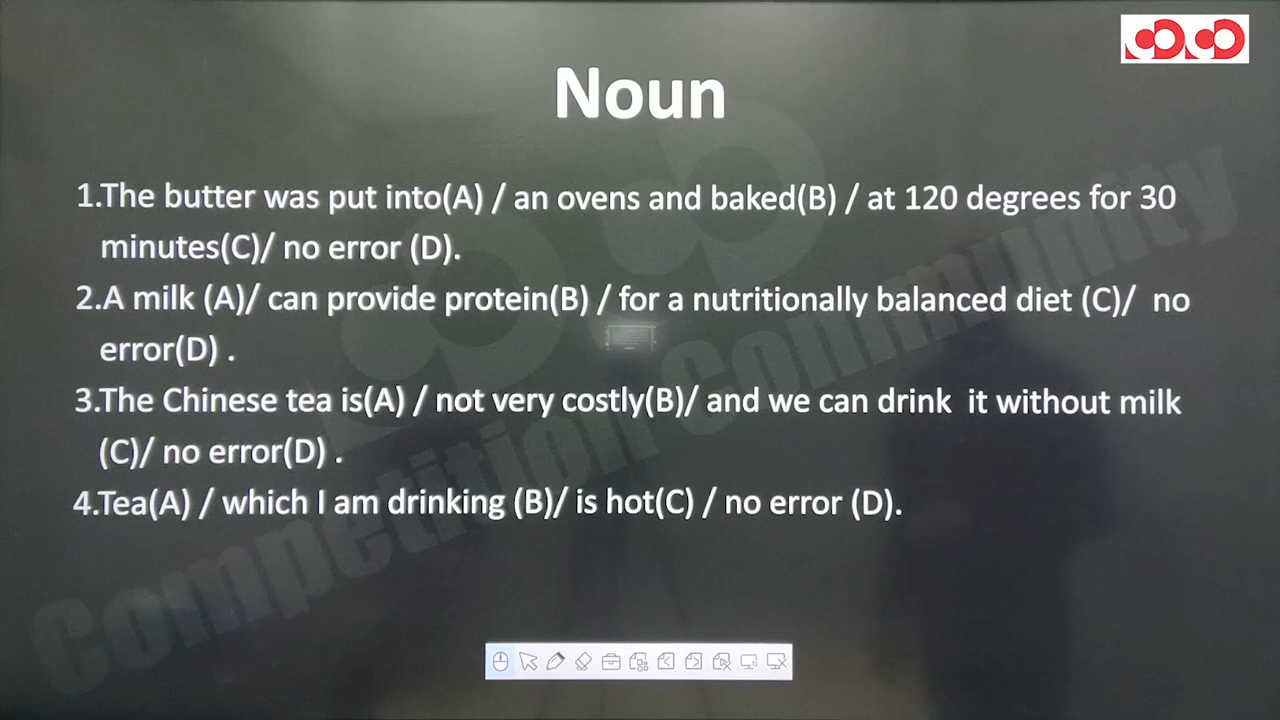 Noun
1.The butter was put into(A) / an ovens and baked(B) / at 120 degrees for 30
minutes(C)/ no error (D).
2.A milk (A)/ can provide protein(B) / for a nutritionally balanced diet (C)/ no
error(D) .
3.The Chinese tea is(A) / not very costly(B)/ and we can drink it without milk
(C)/ no error(D) .
4.Tea(A) / which I am drinking (B)/ is hot(C) / no error (D).
Competition Community